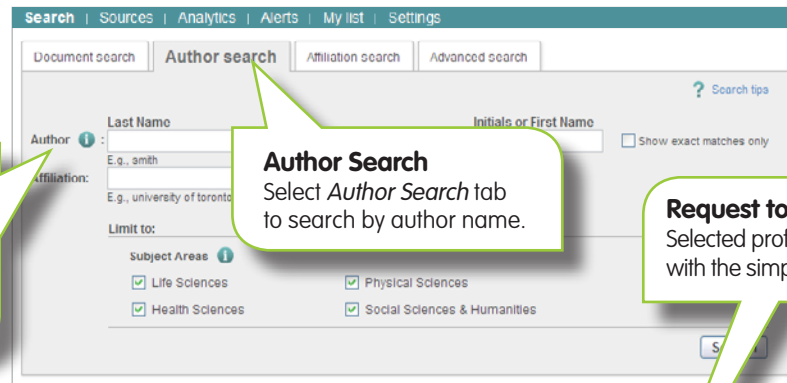 Search | Sources | Analytics | Alerts | My list | Settings
Document search Author search Affiliation search Advanced search
? Search tips
Last Name Initials or First Name
Author i : Show exact matches only
E.g., smith
Affiliation:
E.g., university of toronto
Author Search
Select Author Search tab
to search by author name.
Request to
Selected
with the
Limit to:
Subject Areas i
Life Sciences Physical Sciences
Health Sciences Social Sciences & Humanities